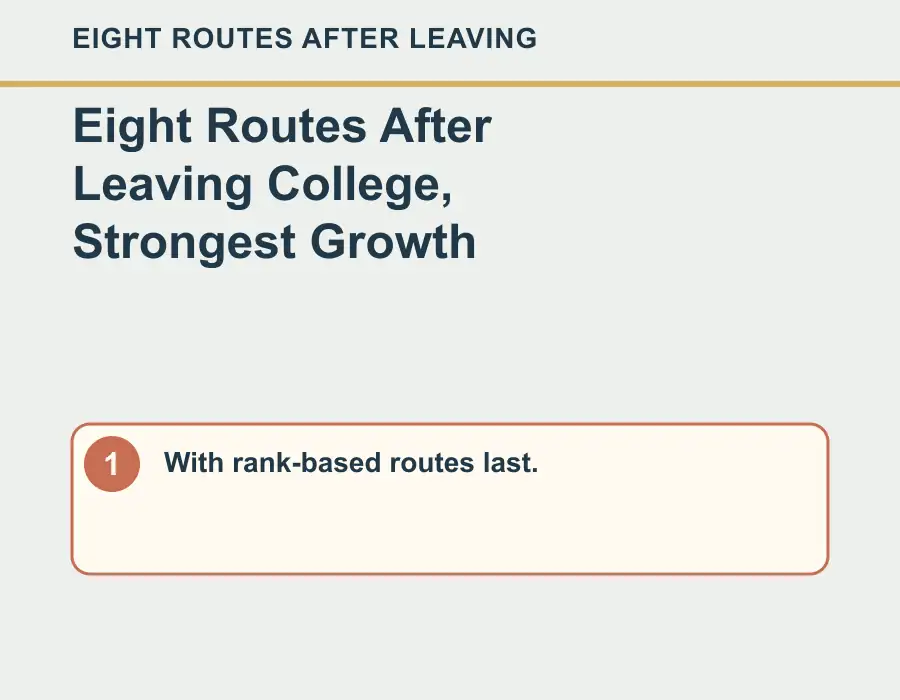 EIGHT ROUTES AFTER LEAVING
Eight Routes After
Leaving College,
Strongest Growth
1
With rank-based routes last.